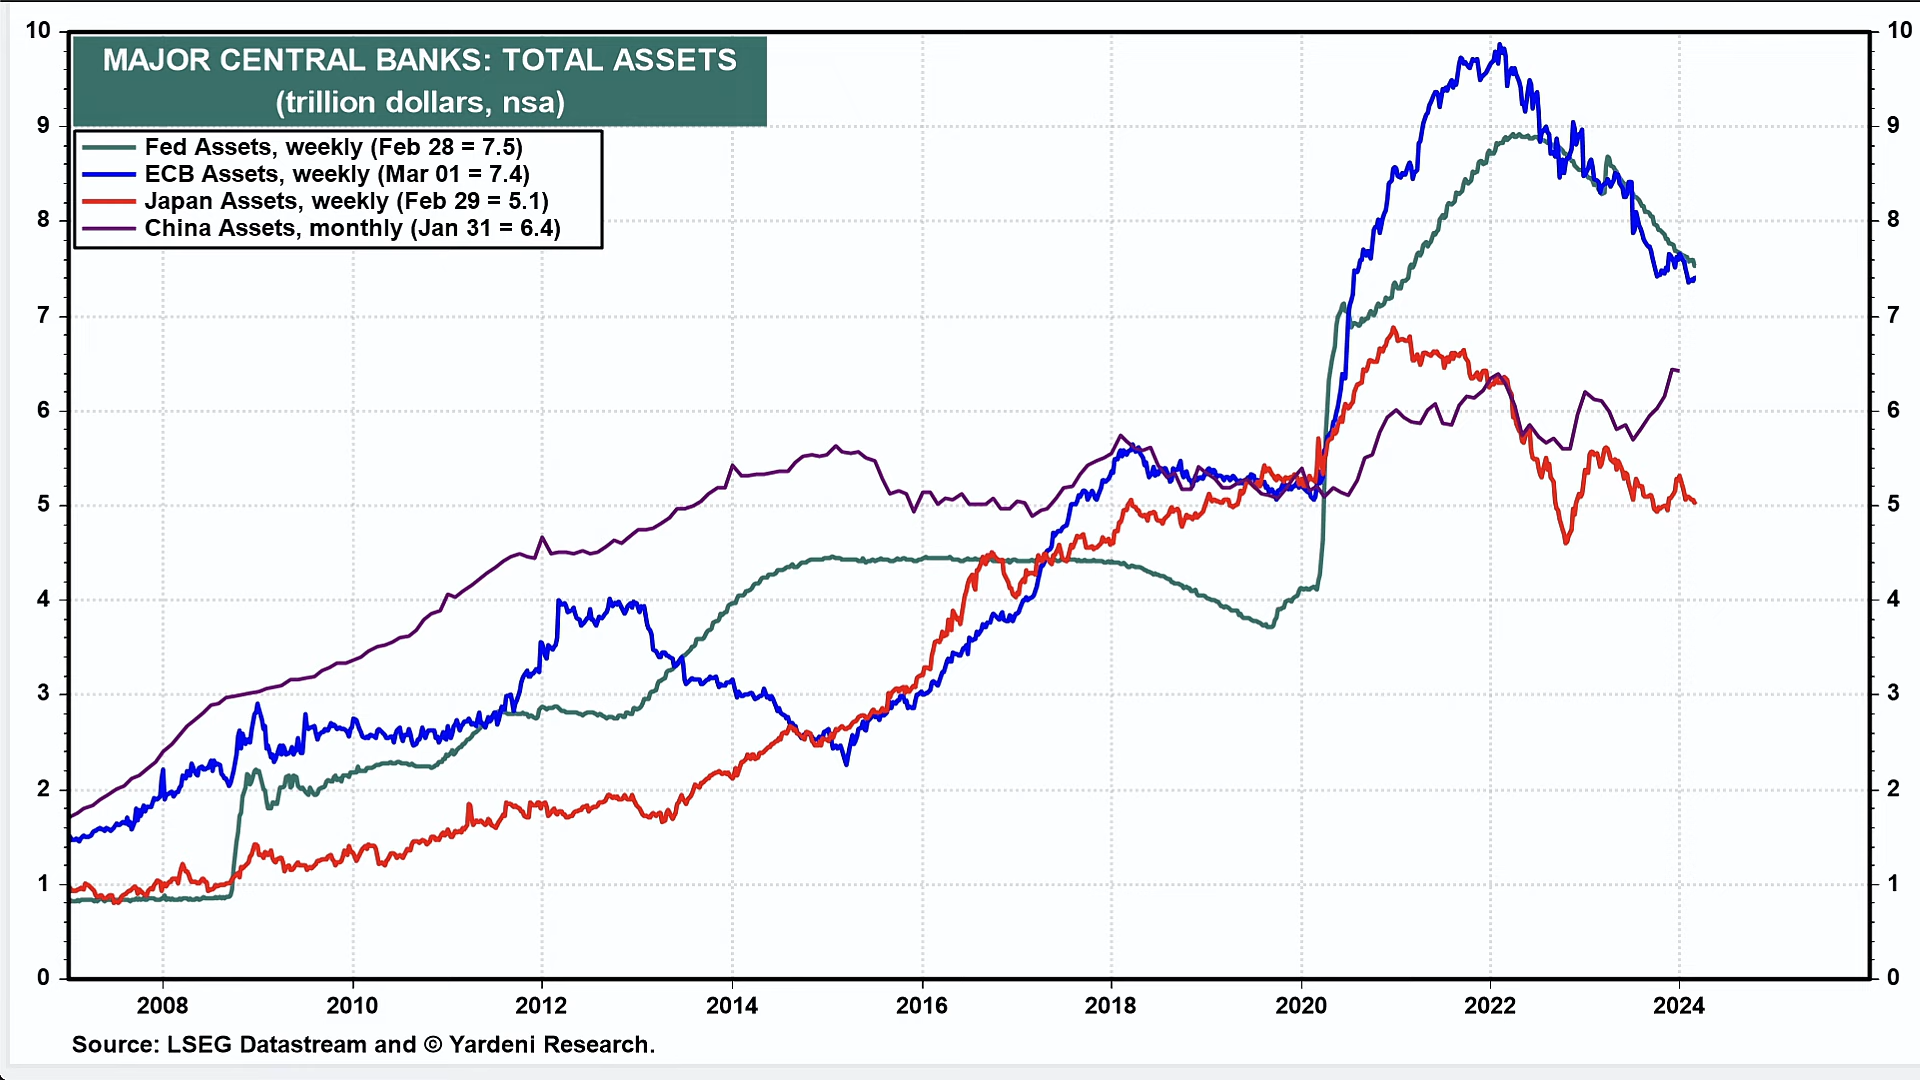 MAJOR CENTRAL BANKS: TOTAL ASSETS
(trillion dollars, nsa)
Fed Assets, weekly (Feb 28 = 7.5)
ECB Assets, weekly (Mar 01 = 7.4)
Japan Assets, weekly (Feb 29 = 5.1)
China Assets, monthly (Jan 31 = 6.4)
10 10
9 9
8 8
7 7
6 6
5 5
4 4
3 3
2 2
1 1
0 0
2008 2010 2012 2014 2016 2018 2020 2022 2024
Source: LSEG Datastream and © Yardeni Research.